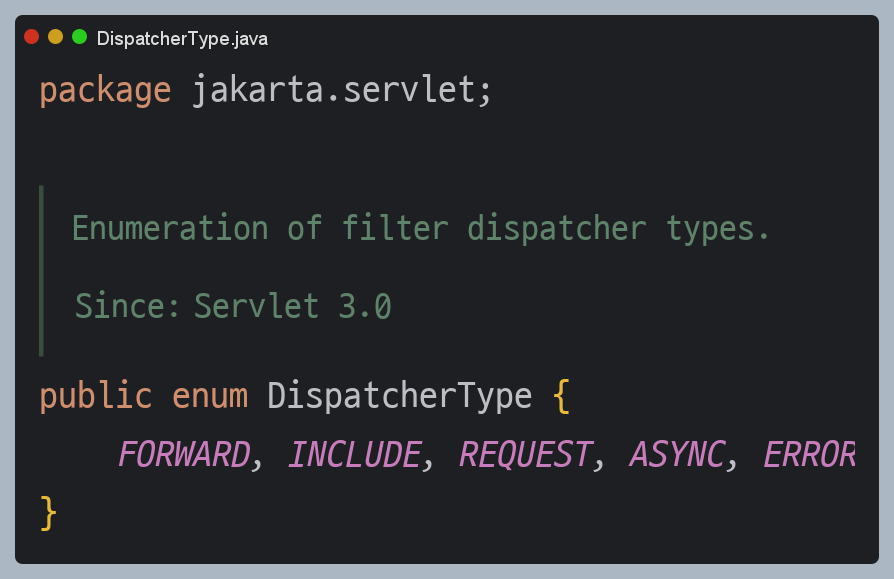 DispatcherType.java
package jakarta.servlet;
Enumeration of filter dispatcher types.
Since: Servlet 3.0
public enum DispatcherType {
FORWARD, INCLUDE, REQUEST, ASYNC, ERROR
}